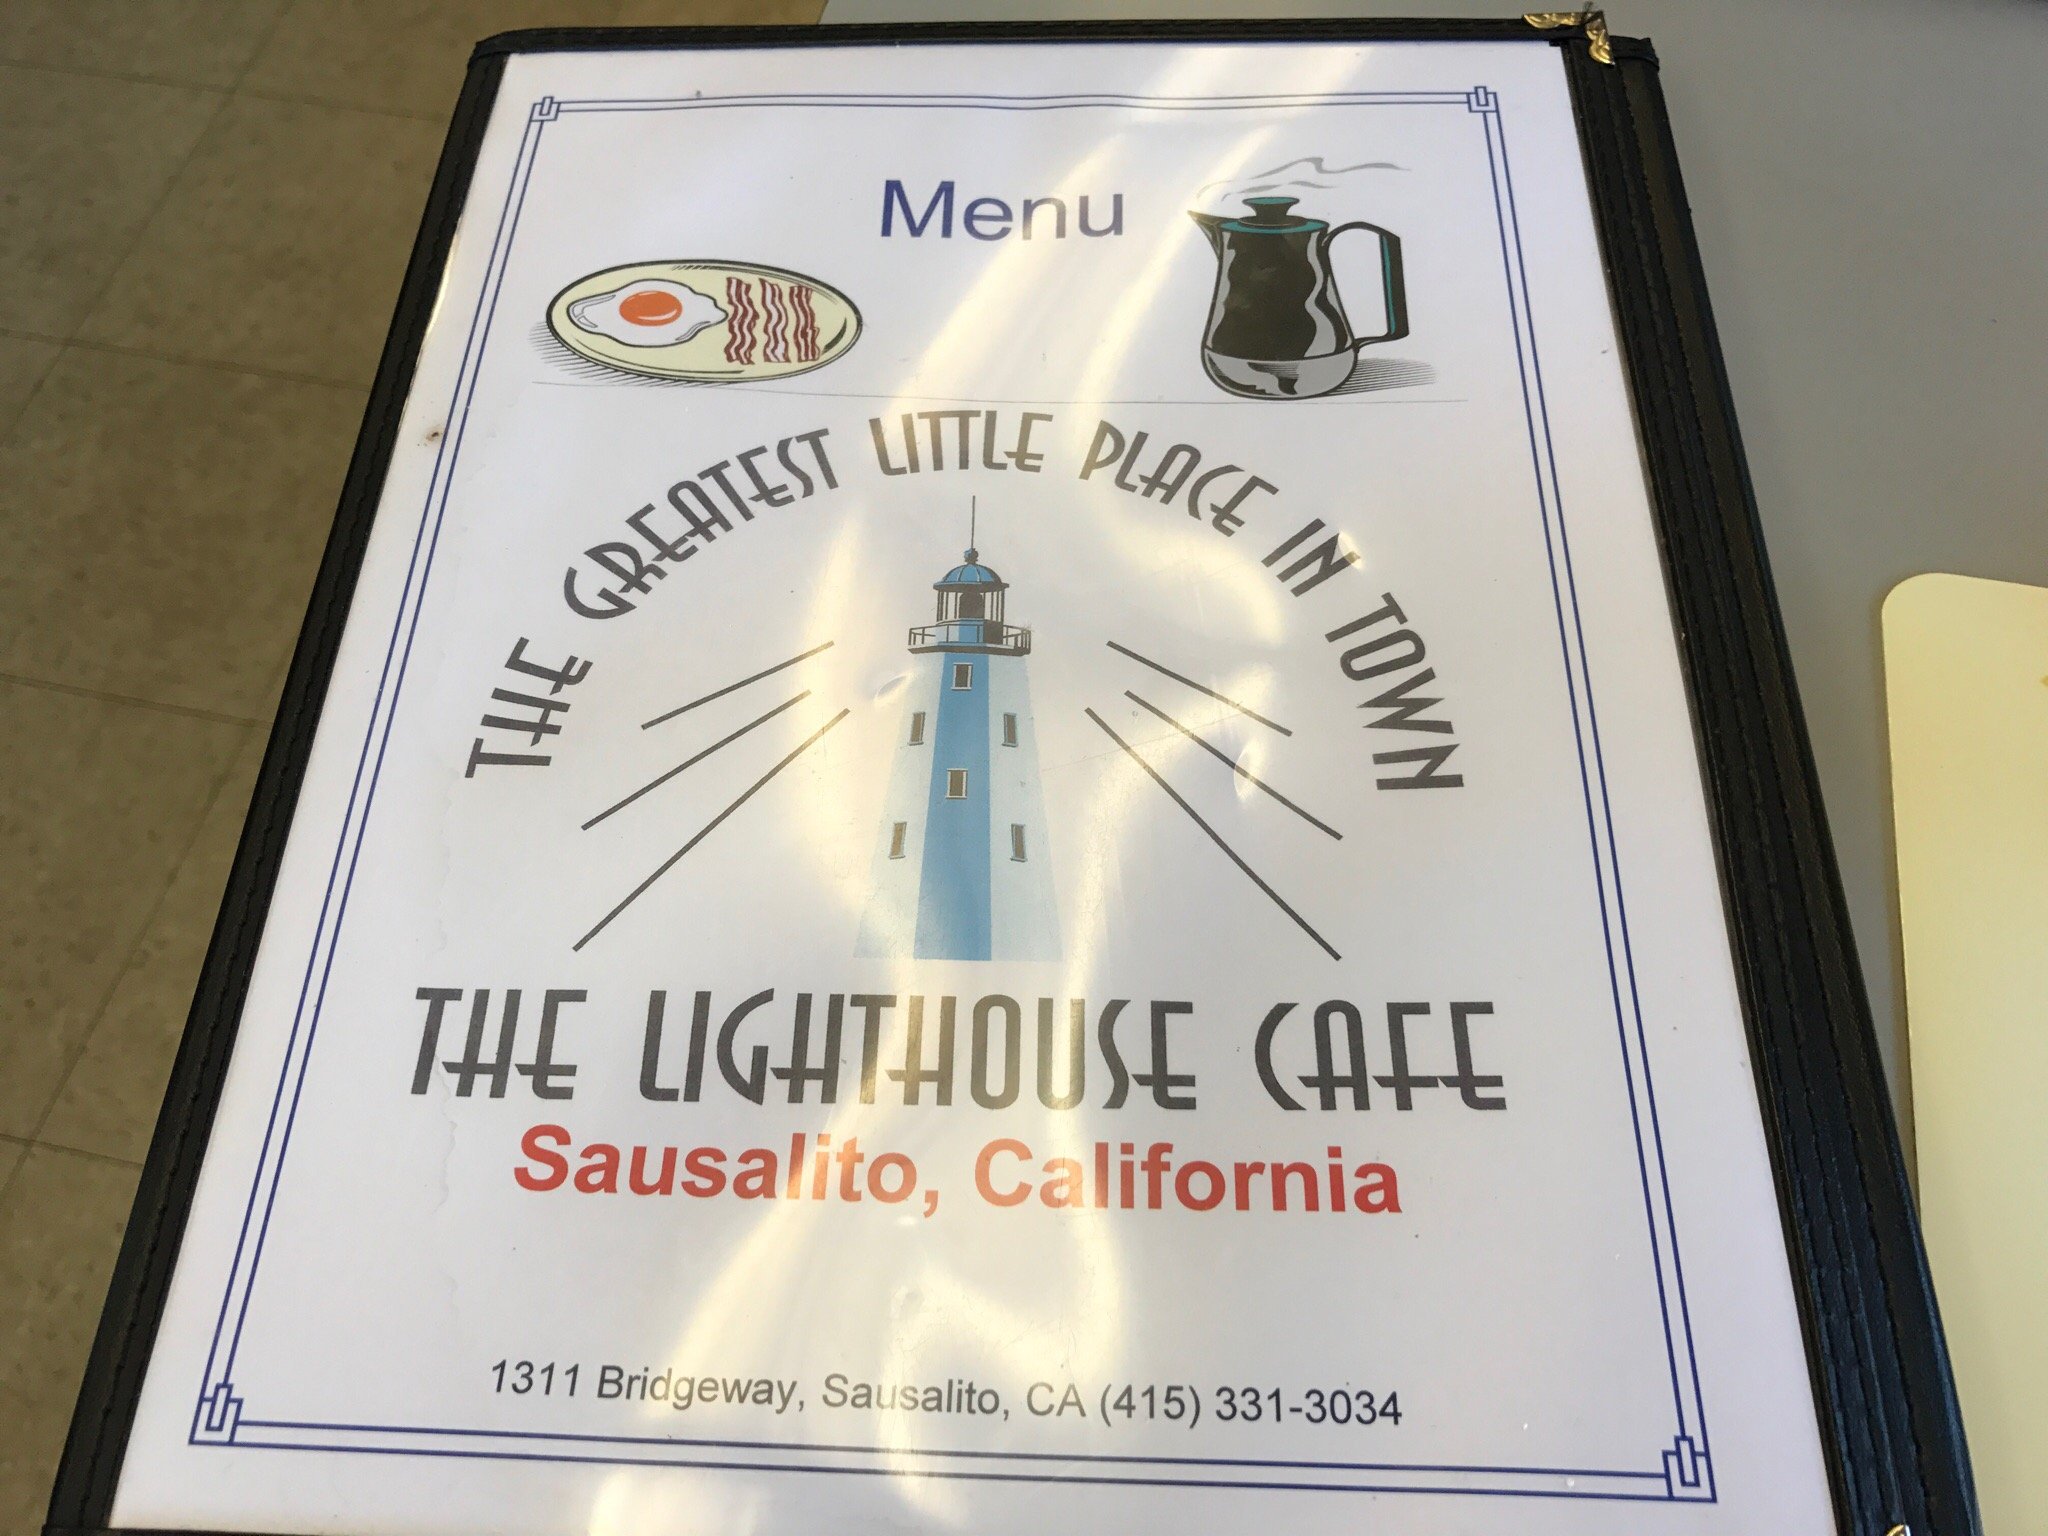 Menu
THE GREATEST LITTLE PLACE IN TOWN
THE LIGHTHOUSE CAFE
Sausalito, California
1311 Bridgeway, Sausalito, CA (415) 331-3034